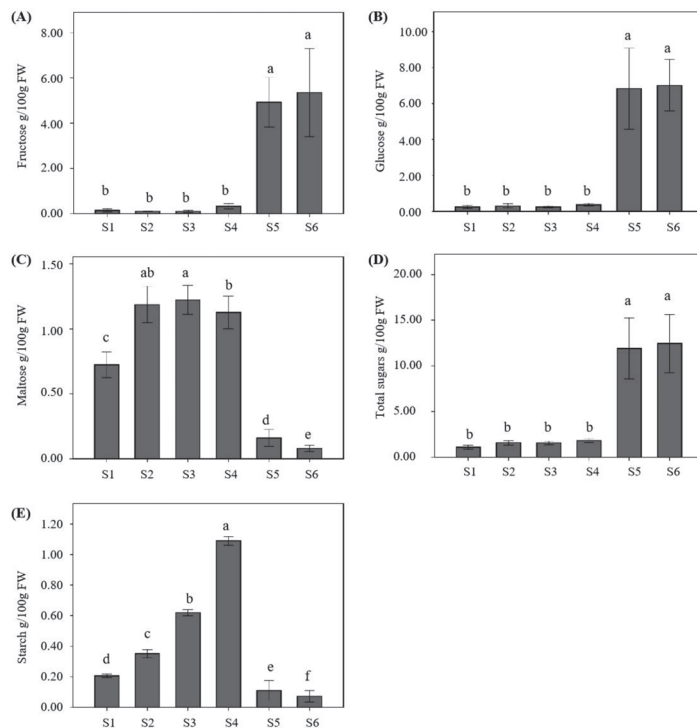 (A)
Fructose g/100g FW
8.00
6.00
4.00
2.00
0.00
b b b b a a
S1 S2 S3 S4 S5 S6
(B)
Glucose g/100g FW
10.00
8.00
6.00
4.00
2.00
0.00
b b b b a a
S1 S2 S3 S4 S5 S6
(C)
Maltose g/100g FW
1.50
1.00
0.50
0.00
c ab a b d e
S1 S2 S3 S4 S5 S6
(D)
Total sugars g/100g FW
20.00
15.00
10.00
5.00
2.00
0.00
b b b b a a
S1 S2 S3 S4 S5 S6
(E)
Starch g/100g FW
1.20
1.00
0.80
0.60
0.40
0.20
0.00
d c b a e f
S1 S2 S3 S4 S5 S6